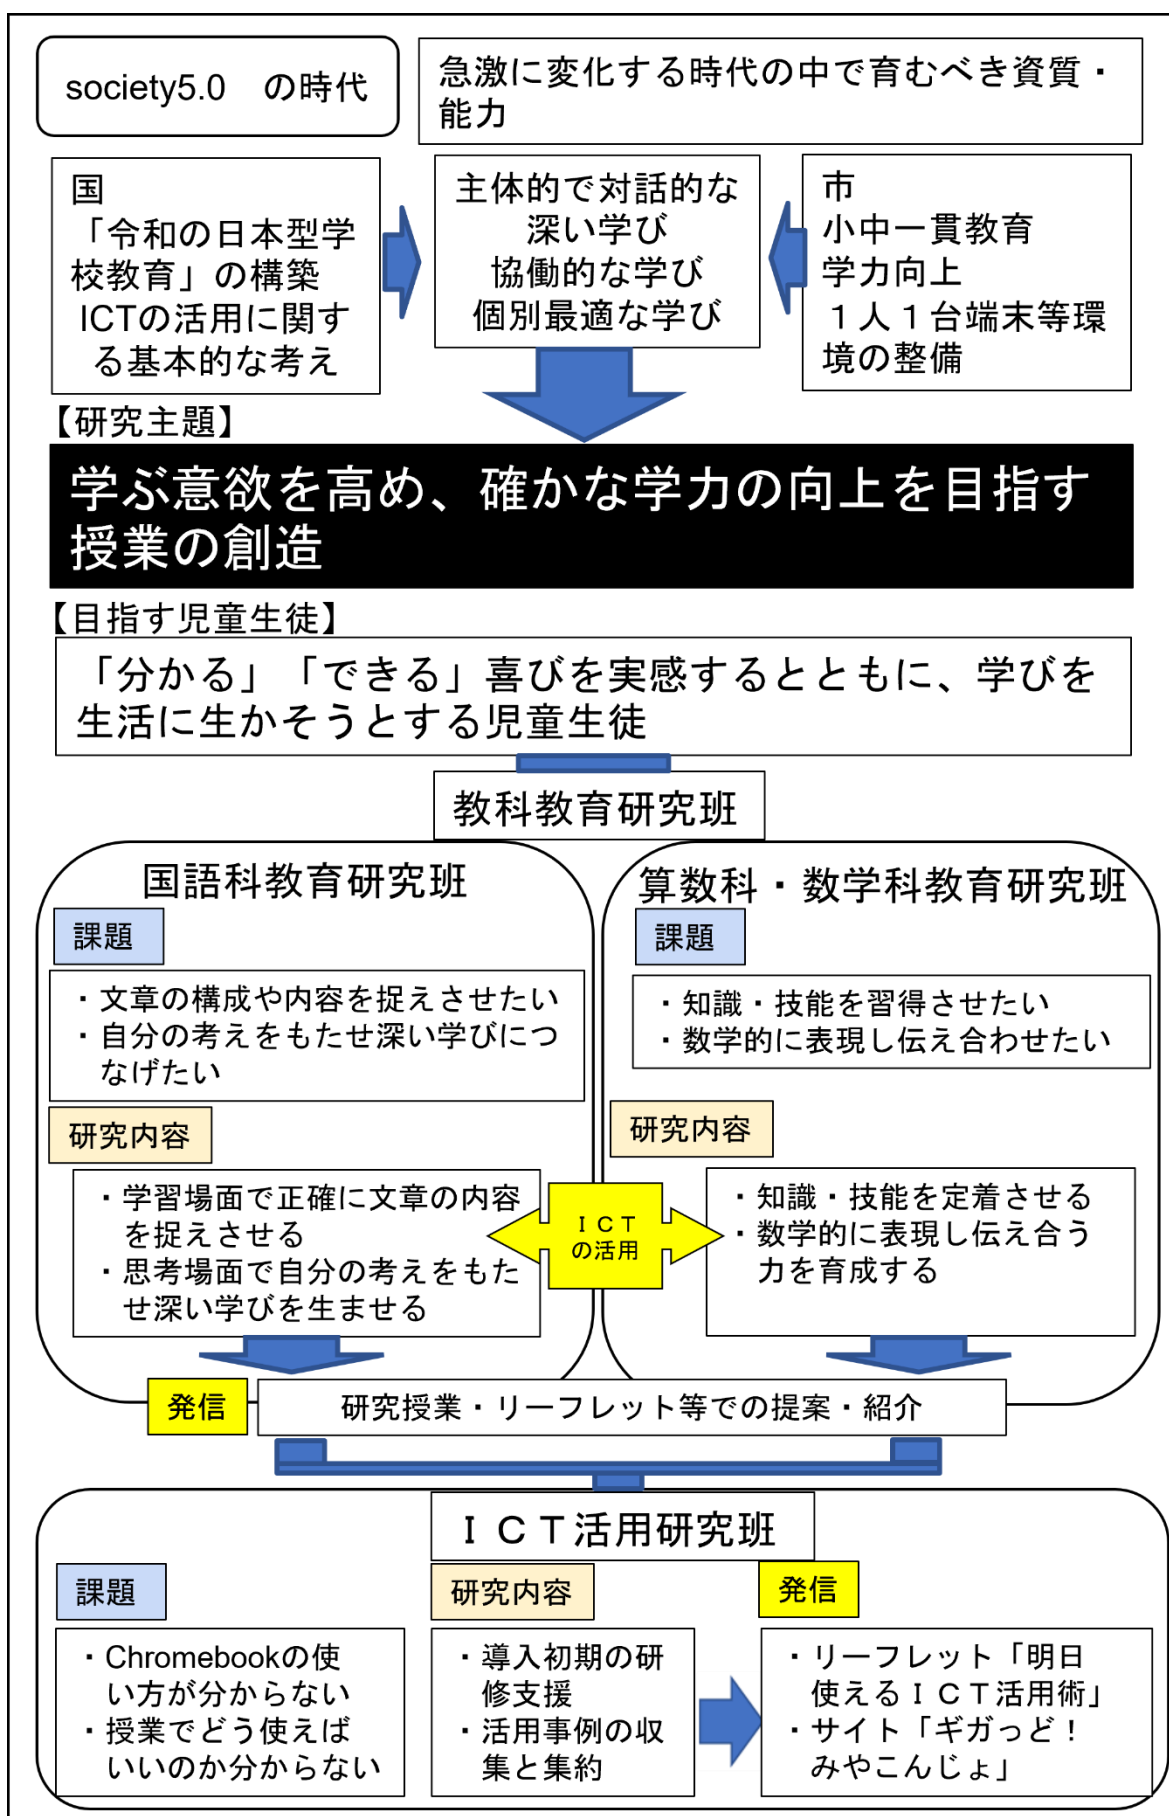 society5.0　の時代
急激に変化する時代の中で育むべき資質・
能力
国
「令和の日本型学
校教育」の構築
ICTの活用に関す
る基本的な考え
主体的で対話的な
深い学び
協働的な学び
個別最適な学び
市
小中一貫教育
学力向上
１人１台端末等環
境の整備
【研究主題】
学ぶ意欲を高め、確かな学力の向上を目指す
授業の創造
【目指す児童生徒】
「分かる」「できる」喜びを実感するとともに、学びを
生活に生かそうとする児童生徒
教科教育研究班
国語科教育研究班
課題
・文章の構成や内容を捉えさせたい
・自分の考えをもたせ深い学びにつ
なげたい
研究内容
・学習場面で正確に文章の内容
を捉えさせる
・思考場面で自分の考えをもた
せ深い学びを生ませる
ＩＣＴ
の活用
算数科・数学科教育研究班
課題
・知識・技能を習得させたい
・数学的に表現し伝え合わせたい
研究内容
・知識・技能を定着させる
・数学的に表現し伝え合う
力を育成する
発信
研究授業・リーフレット等での提案・紹介
ＩＣＴ活用研究班
課題
・Chromebookの使
い方が分からない
・授業でどう使えば
いいのか分からない
研究内容
・導入初期の研
修支援
・活用事例の収
集と集約
発信
・リーフレット「明日
使えるＩＣＴ活用術」
・サイト「ギガっど！
みやこんじょ」